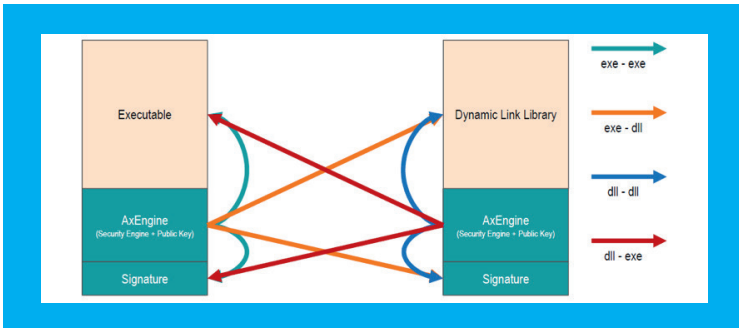 Executable
AxEngine
(Security Engine + Public Key)
Signature
Dynamic Link Library
AxEngine
(Security Engine + Public Key)
Signature
exe - exe
exe - dll
dll - dll
dll - exe